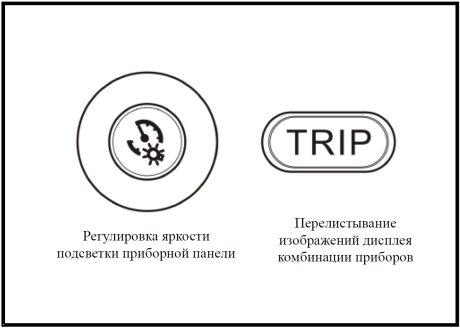 TRIP
Регулировка яркости
подсветки приборной панели
Перелистывание
изображений дисплея
комбинации приборов